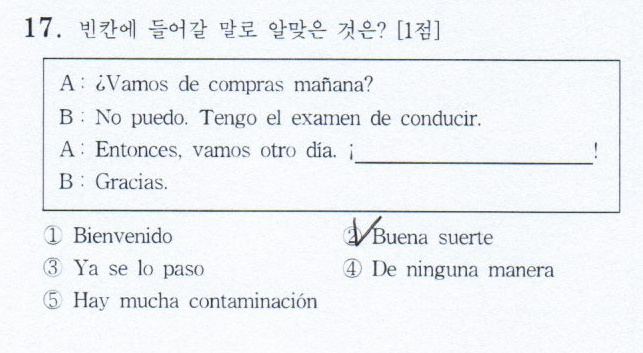 17. 빈칸에 들어갈 말로 알맞은 것은? [1점]
A : ¿Vamos de compras mañana?
B : No puedo. Tengo el examen de conducir.
A : Entonces, vamos otro día. ¡____________________!
B : Gracias.
① Bienvenido ② Buena suerte
③ Ya se lo paso ④ De ninguna manera
⑤ Hay mucha contaminación